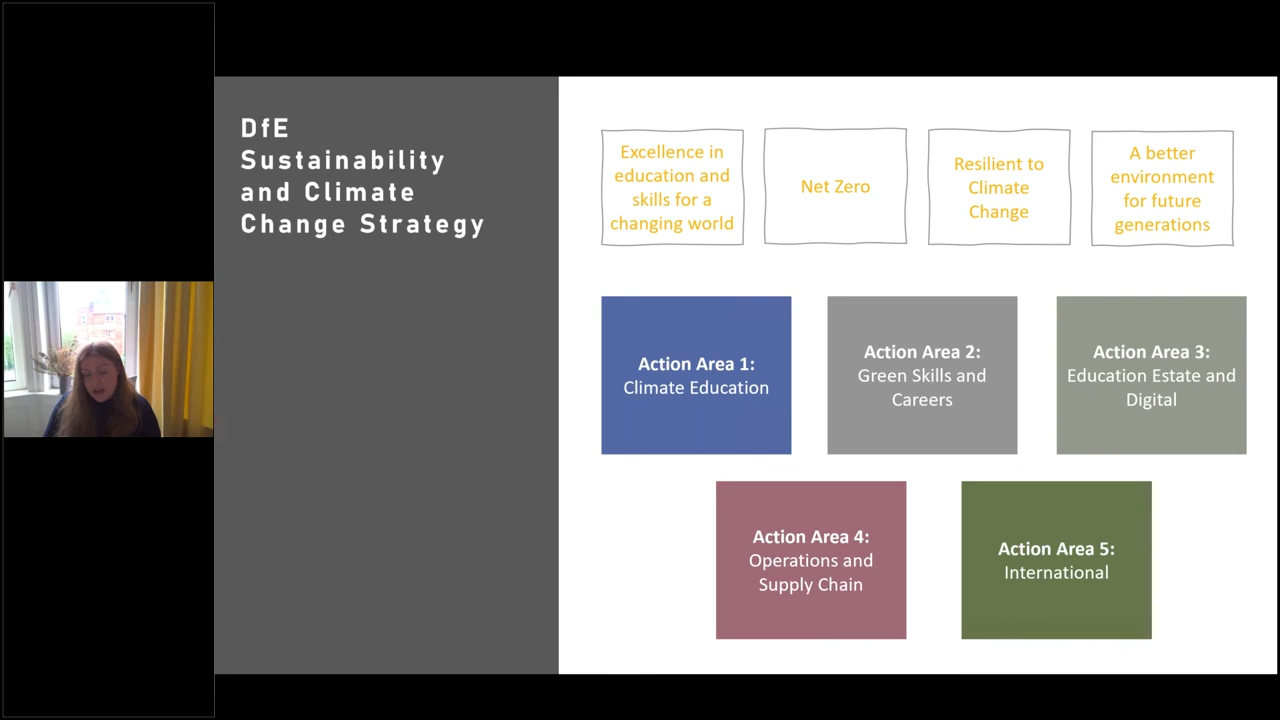 DfE
Sustainability
and Climate
Change Strategy
Excellence in
education and
skills for a
changing world
Net Zero
Resilient to
Climate
Change
A better
environment
for future
generations
Action Area 1:
Climate Education
Action Area 2:
Green Skills and
Careers
Action Area 3:
Education Estate and
Digital
Action Area 4:
Operations and
Supply Chain
Action Area 5:
International